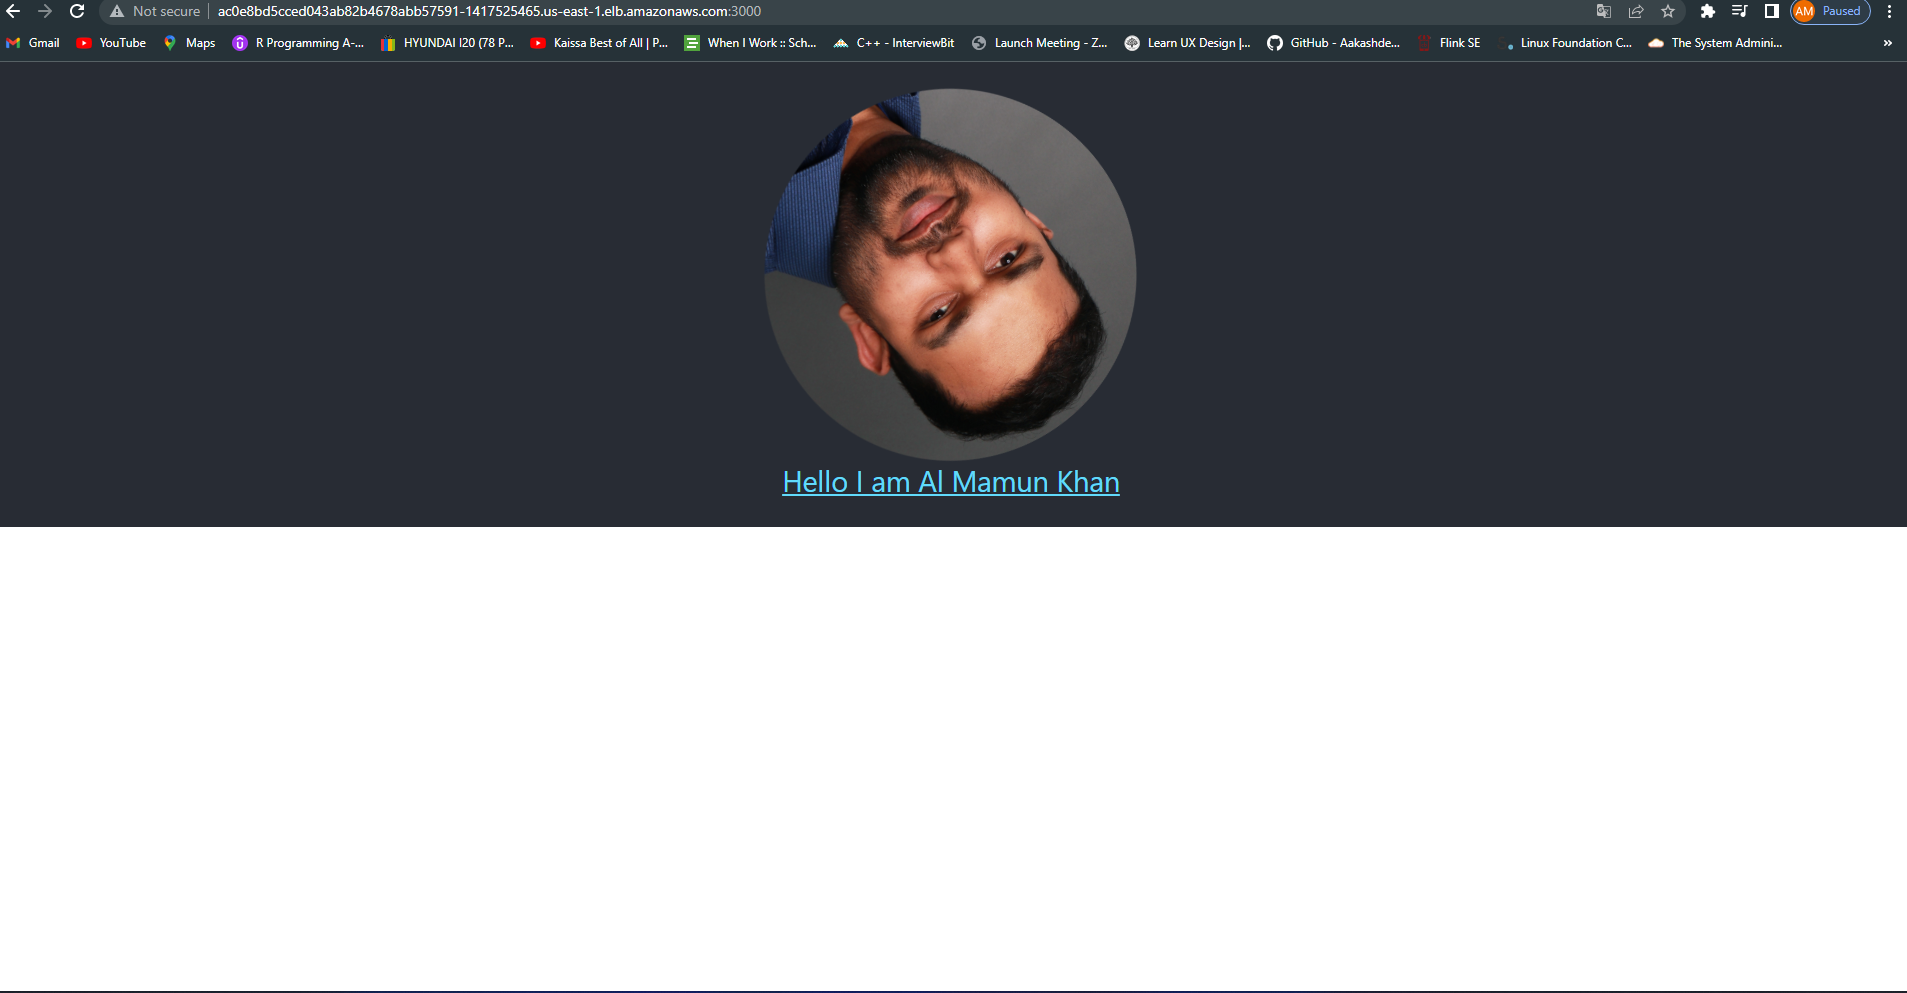 Not secure ac0e8bd5cced043ab82b4678abb57591-1417525465.us-east-1.elb.amazonaws.com:3000 AM Paused
Gmail YouTube Maps R Programming A-... HYUNDAI I20 (78 P... Kaissa Best of All | P... When I Work :: Sch... C++ - InterviewBit Launch Meeting - Z... Learn UX Design |... GitHub - Aakashde... Flink SE Linux Foundation C... The System Admini... »
Hello I am Al Mamun Khan